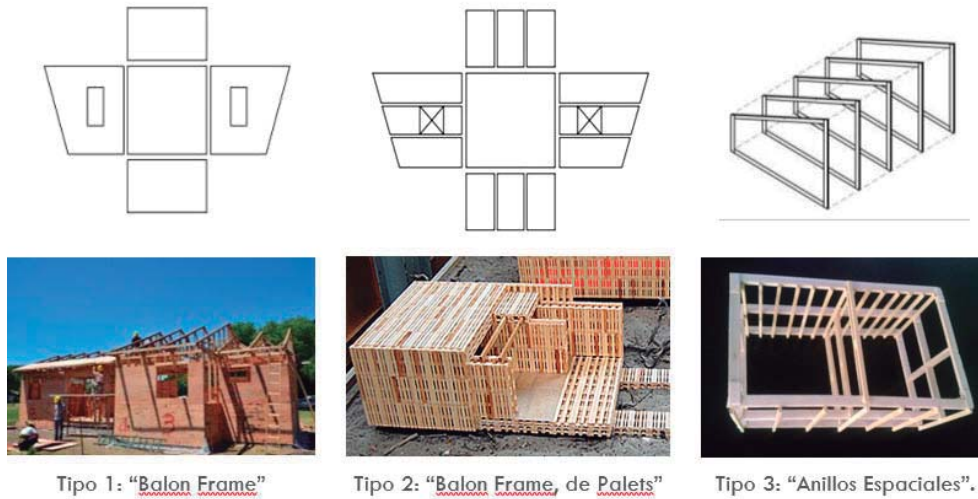 Tipo 1: “Balon Frame”
Tipo 2: “Balon Frame, de Palets”
Tipo 3: “Anillos Espaciales”.